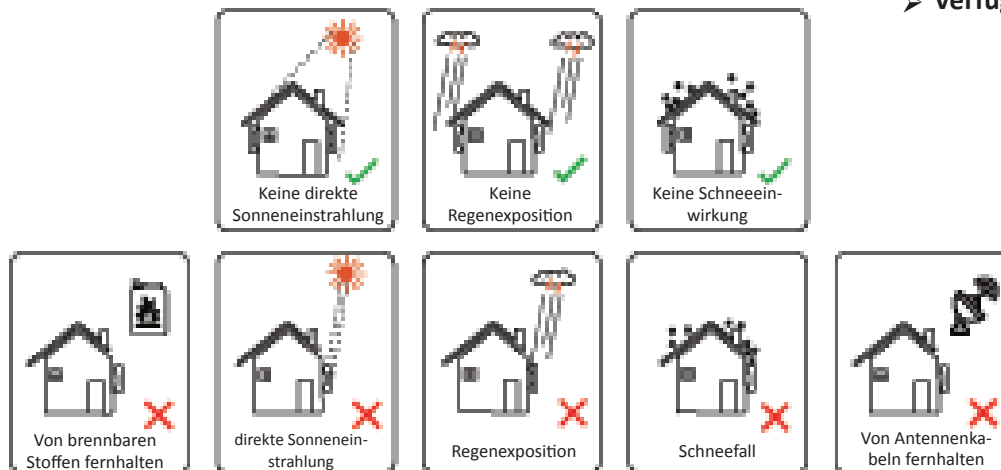 Keine direkte
Sonneneinstrahlung
Keine
Regenexposition
Keine Schneeein-
wirkung
Von brennbaren
Stoffen fernhalten
direkte Sonnenein-
strahlung
Regenexposition
Schneefall
Von Antennenka-
beln fernhalten